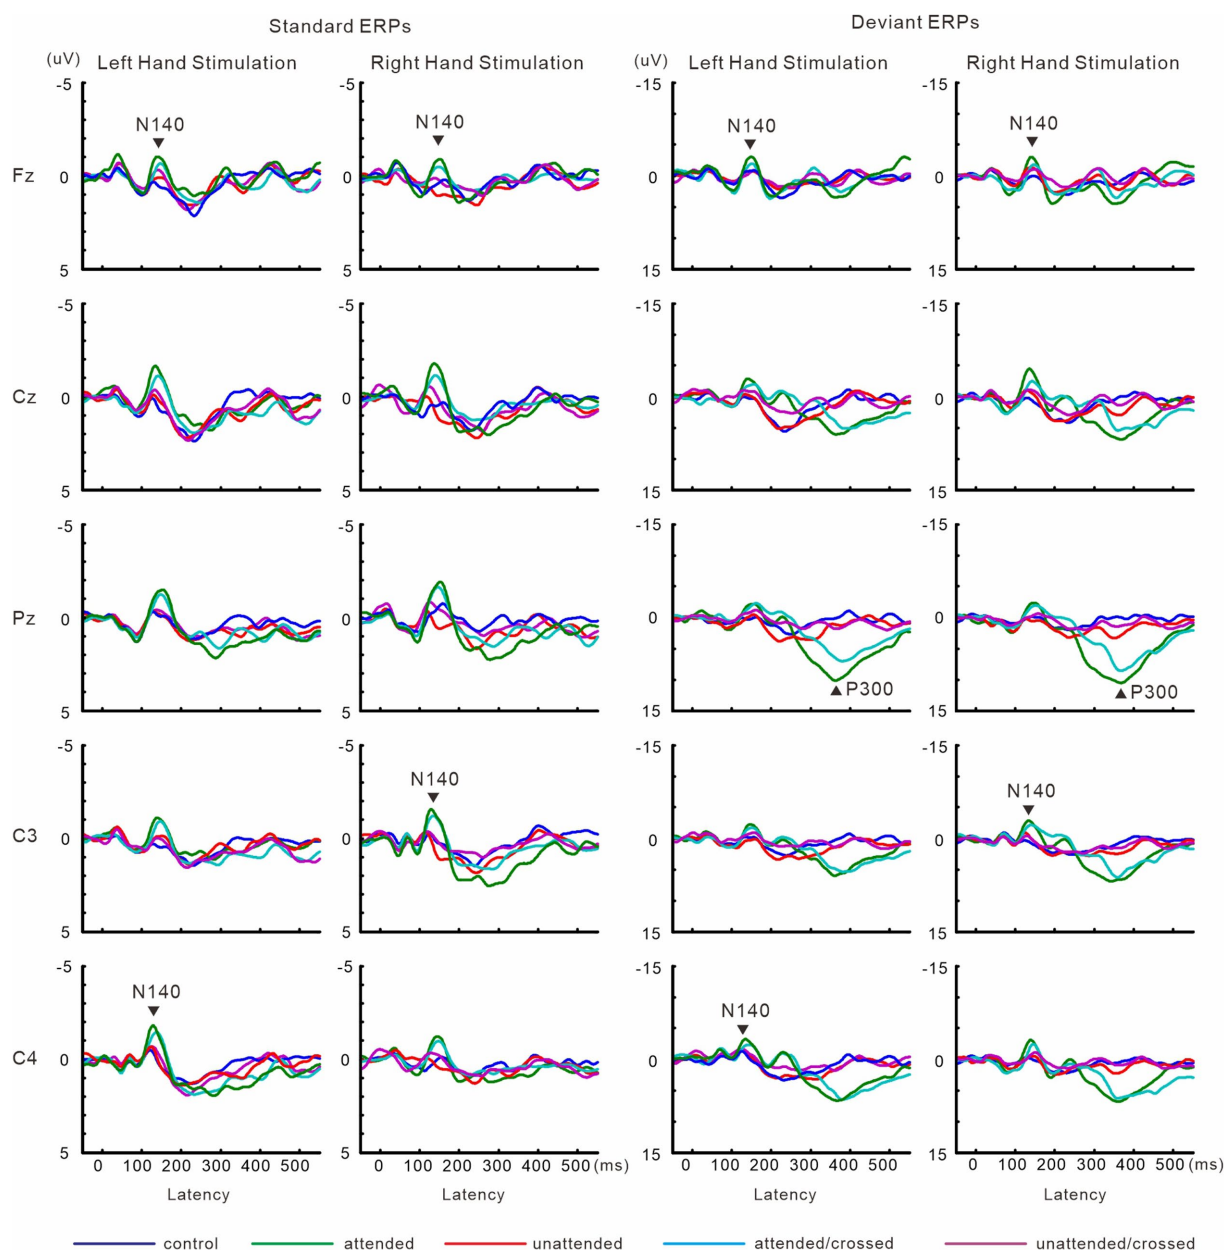 Standard ERPs Deviant ERPs
(uV) Left Hand Stimulation Right Hand Stimulation (uV) Left Hand Stimulation Right Hand Stimulation
-5 -5 -15 -15
N140 N140 N140 N140
Fz 0 0 0 0
5 5 15 15
-5 -5 -15 -15
Cz 0 0 0 0
5 5 15 15
-5 -5 -15 -15
Pz 0 0 0 0
P300 P300
5 5 15 15
-5 -5 -15 -15
N140 N140
C3 0 0 0 0
5 5 15 15
-5 -5 -15 -15
N140 N140
C4 0 0 0 0
5 5 15 15
0 100 200 300 400 500 0 100 200 300 400 500 (ms) 0 100 200 300 400 500 0 100 200 300 400 500 (ms)
Latency Latency Latency Latency
control attended unattended attended/crossed unattended/crossed